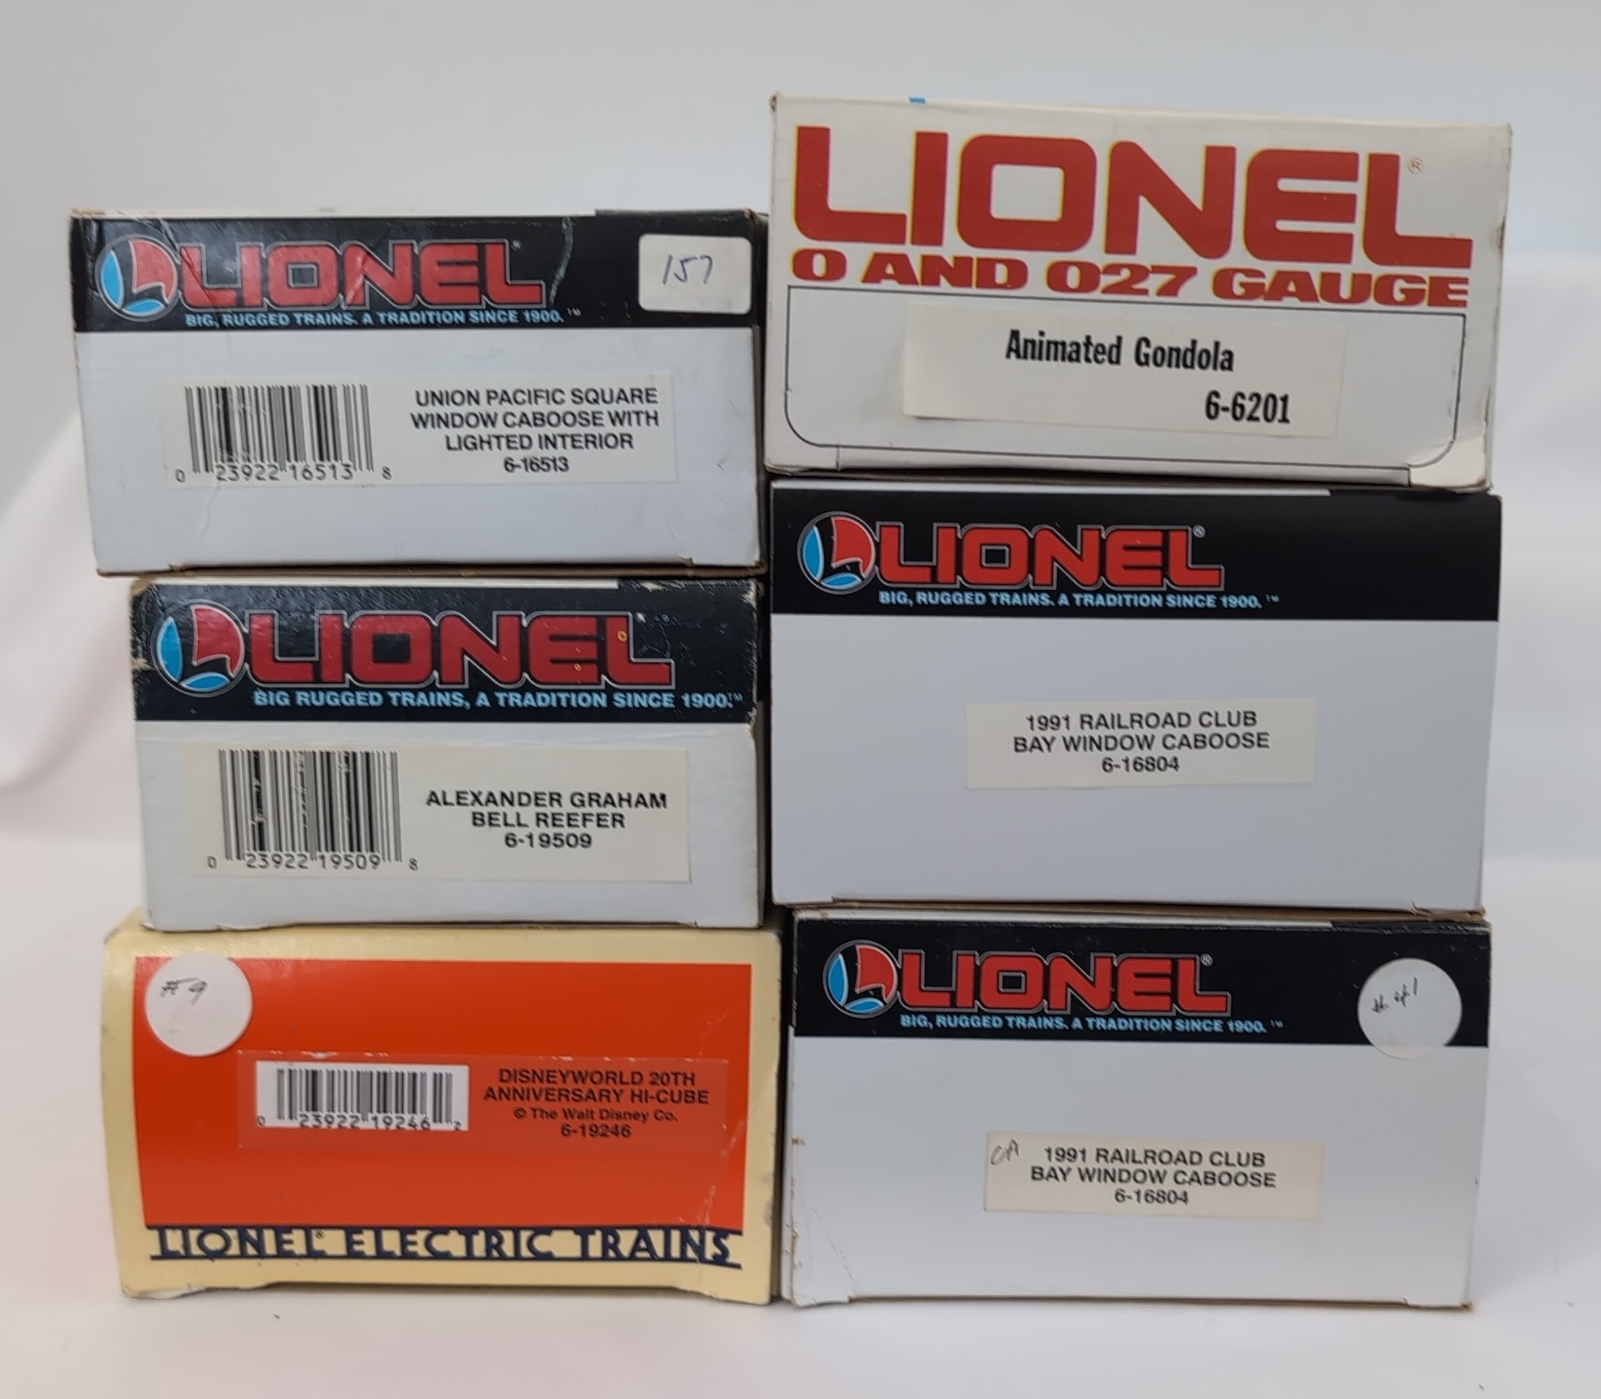 LIONEL®
BIG, RUGGED TRAINS. A TRADITION SINCE 1900.™
157
0 23922 16513 8
UNION PACIFIC SQUARE
WINDOW CABOOSE WITH
LIGHTED INTERIOR
6-16513
LIONEL
BIG RUGGED TRAINS, A TRADITION SINCE 1900.™
0 23922 19509 8
ALEXANDER GRAHAM
BELL REEFER
6-19509
#9
0 23922 19246 2
DISNEYWORLD 20TH
ANNIVERSARY HI-CUBE
© The Walt Disney Co.
6-19246
LIONEL® ELECTRIC TRAINS
LIONEL®
O AND O27 GAUGE
Animated Gondola
6-6201
LIONEL®
BIG, RUGGED TRAINS. A TRADITION SINCE 1900.™
1991 RAILROAD CLUB
BAY WINDOW CABOOSE
6-16804
LIONEL®
BIG, RUGGED TRAINS. A TRADITION SINCE 1900.™
1991 RAILROAD CLUB
BAY WINDOW CABOOSE
6-16804